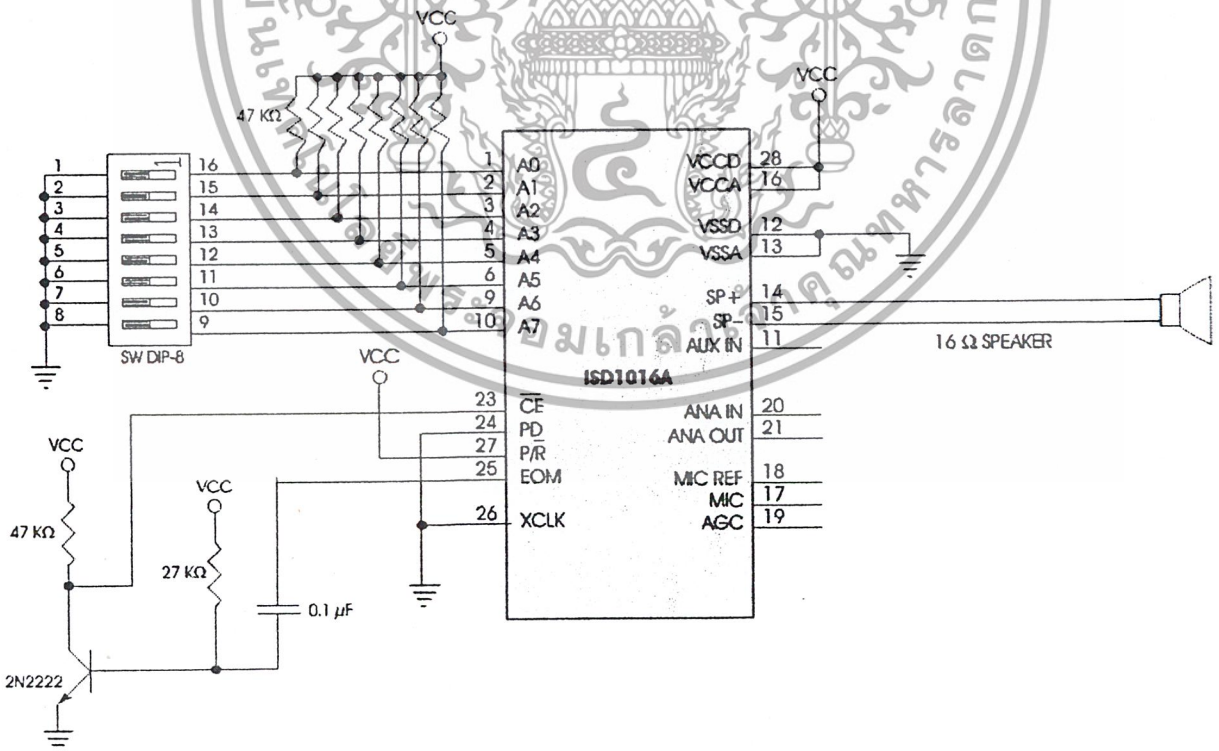 VCC
47 KΩ
1 16
2 15
3 14
4 13
5 12
6 11
7 10
8 9
SW DIP-8
1 A0
2 A1
3 A2
4 A3
5 A4
6 A5
9 A6
10 A7
23 CE
24 PD
27 P/R
25 EOM
26 XCLK
ISD1016A
VCC
VCCD 28
VCCA 16
VSSD 12
VSSA 13
SP+ 14
SP- 15
AUX IN 11
ANA IN 20
ANA OUT 21
MIC REF 18
MIC 17
AGC 19
16 Ω SPEAKER
VCC
VCC
47 KΩ
VCC
27 KΩ
0.1 µF
2N2222